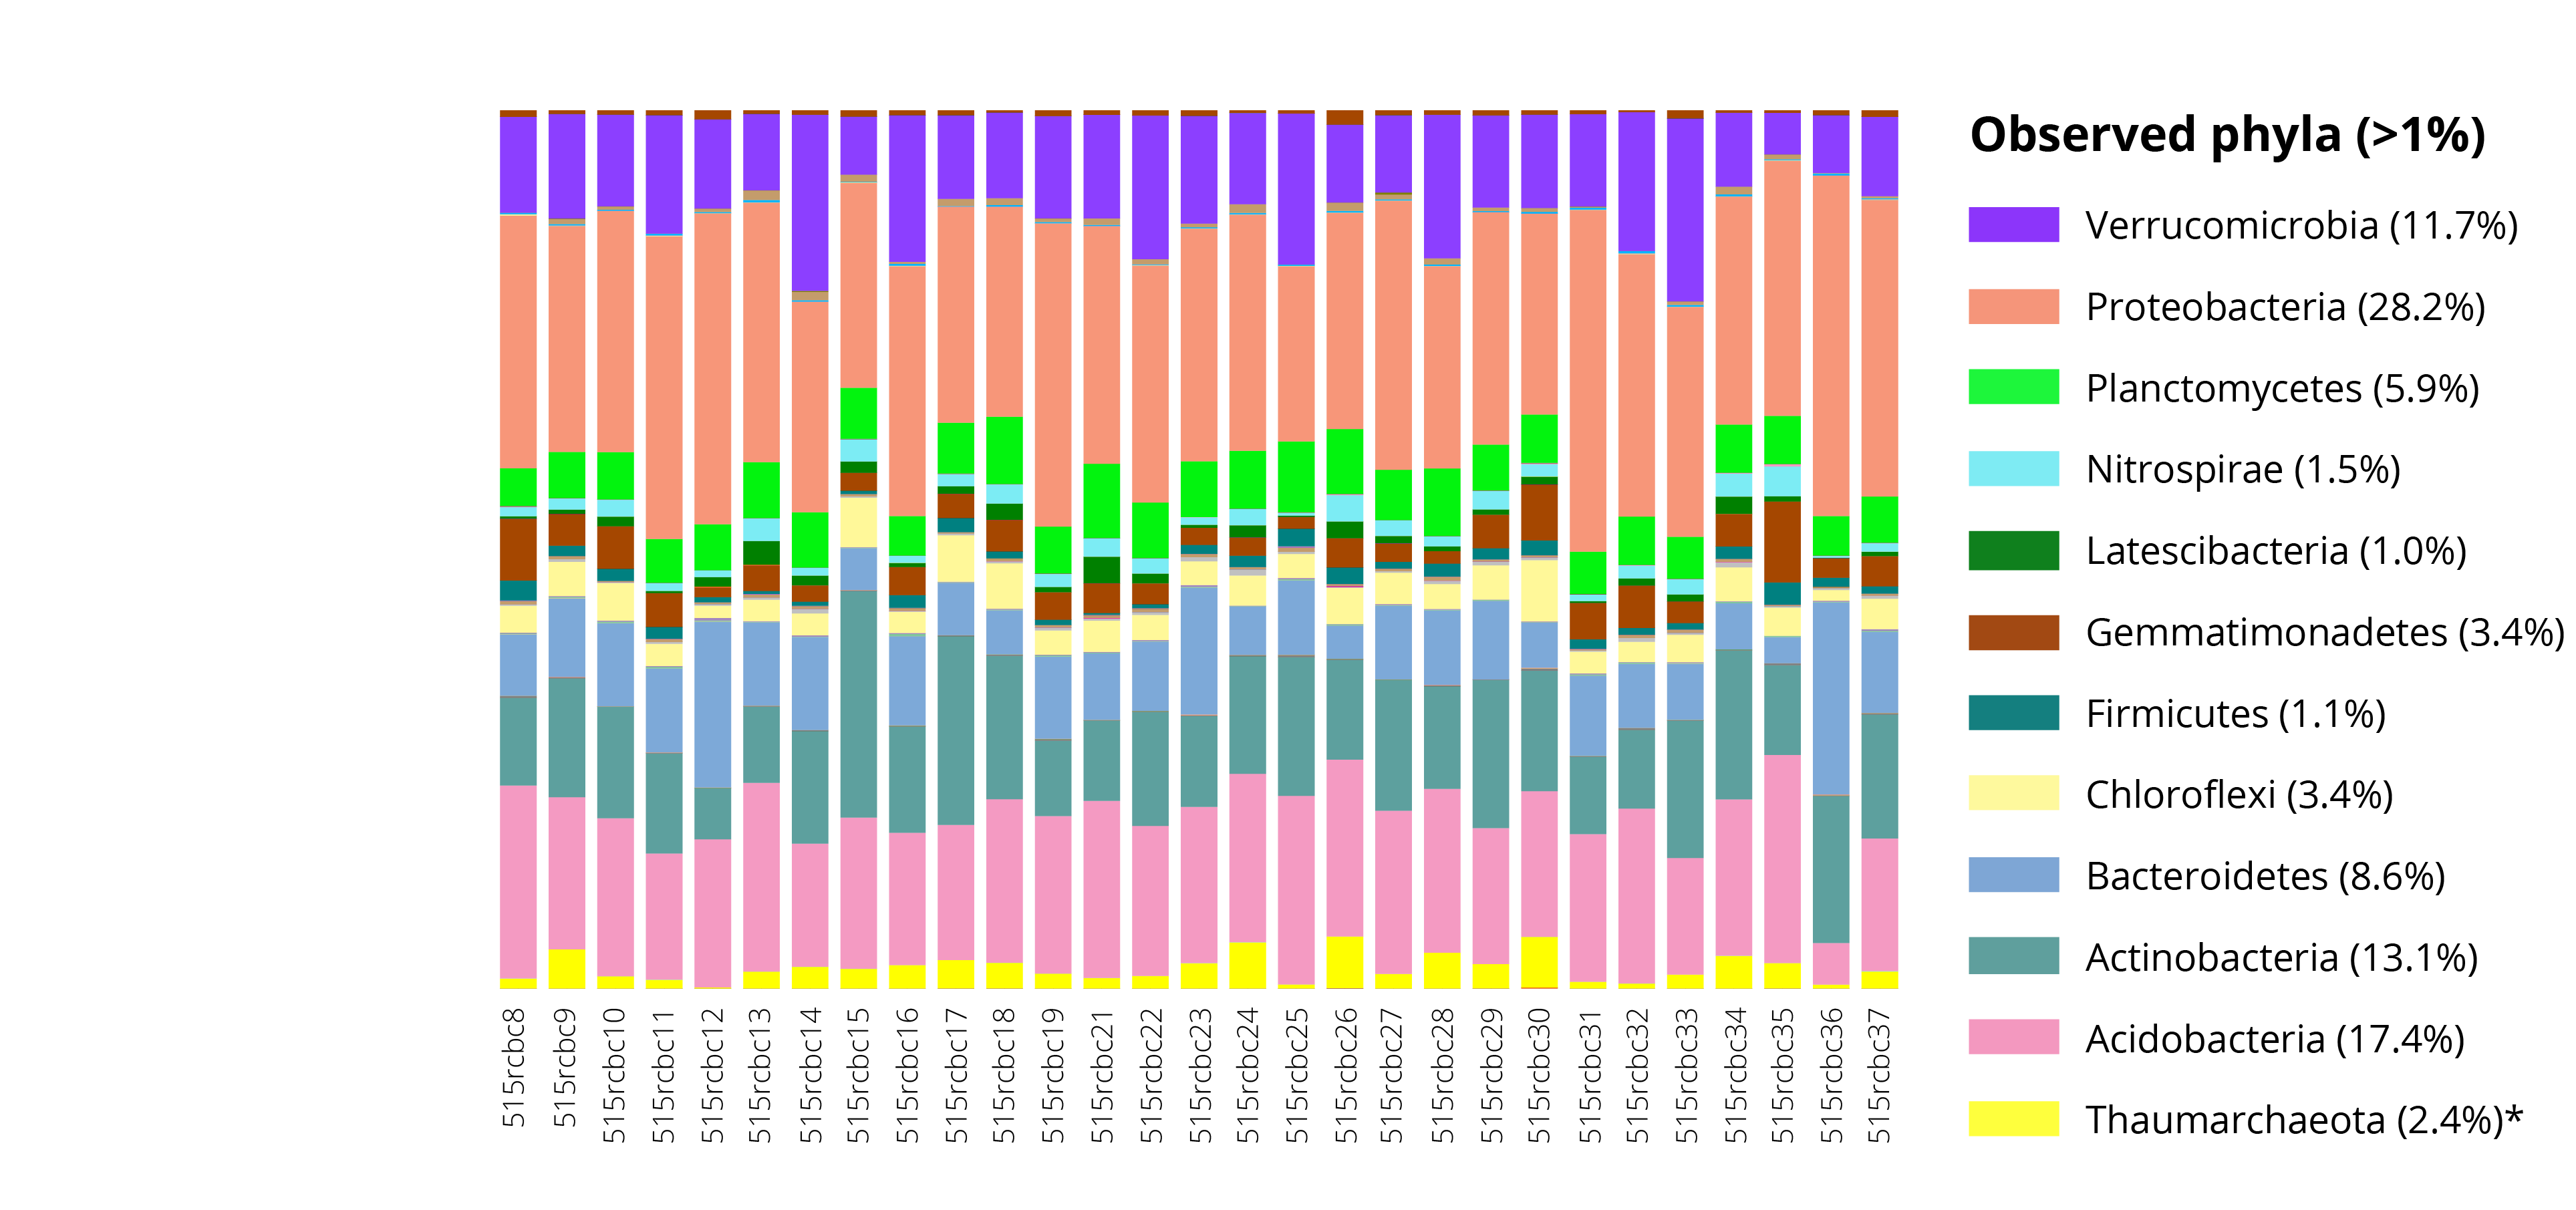 Observed phyla (>1%)
Verrucomicrobia (11.7%)
Proteobacteria (28.2%)
Planctomycetes (5.9%)
Nitrospirae (1.5%)
Latescibacteria (1.0%)
Gemmatimonadetes (3.4%)
Firmicutes (1.1%)
Chloroflexi (3.4%)
Bacteroidetes (8.6%)
Actinobacteria (13.1%)
Acidobacteria (17.4%)
Thaumarchaeota (2.4%)*
515rcbc8
515rcbc9
515rcbc10
515rcbc11
515rcbc12
515rcbc13
515rcbc14
515rcbc15
515rcbc16
515rcbc17
515rcbc18
515rcbc19
515rcbc21
515rcbc22
515rcbc23
515rcbc24
515rcbc25
515rcbc26
515rcbc27
515rcbc28
515rcbc29
515rcbc30
515rcbc31
515rcbc32
515rcbc33
515rcbc34
515rcbc35
515rcbc36
515rcbc37